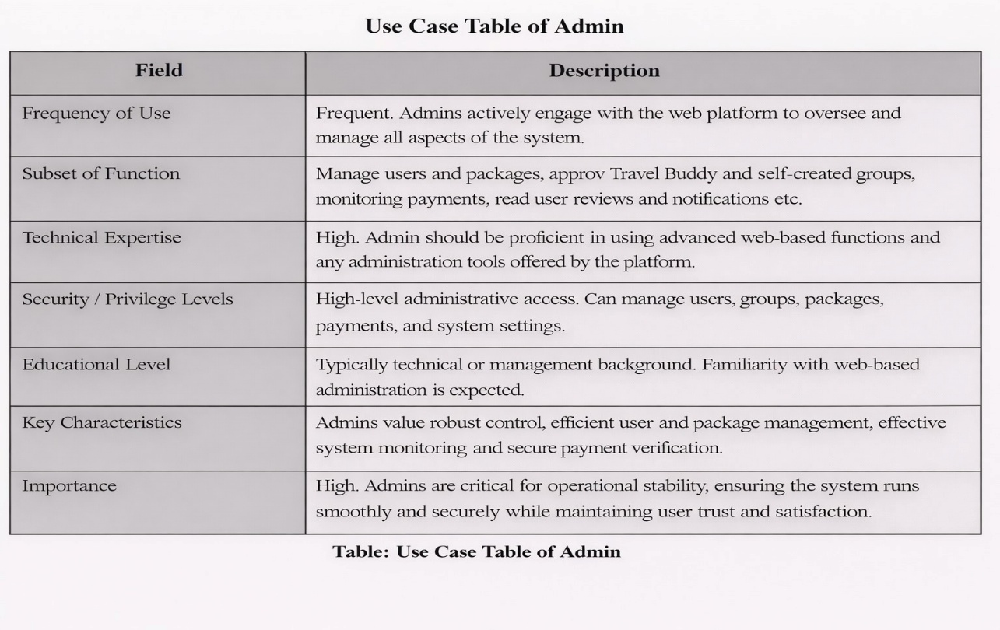 Use Case Table of Admin
Field
Description
Frequency of Use
Frequent. Admins actively engage with the web platform to oversee and
manage all aspects of the system.
Subset of Function
Manage users and packages, approv Travel Buddy and self-created groups,
monitoring payments, read user reviews and notifications etc.
Technical Expertise
High. Admin should be proficient in using advanced web-based functions and
any administration tools offered by the platform.
Security / Privilege Levels
High-level administrative access. Can manage users, groups, packages,
payments, and system settings.
Educational Level
Typically technical or management background. Familiarity with web-based
administration is expected.
Key Characteristics
Admins value robust control, efficient user and package management, effective
system monitoring and secure payment verification.
Importance
High. Admins are critical for operational stability, ensuring the system runs
smoothly and securely while maintaining user trust and satisfaction.
Table: Use Case Table of Admin